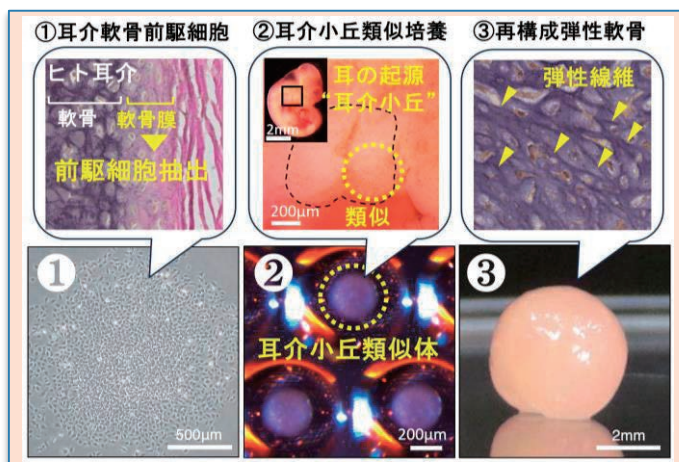 ①耳介軟骨前駆細胞
②耳介小丘類似培養
③再構成弾性軟骨
ヒト耳介
軟骨 軟骨膜
前駆細胞抽出
耳の起源
“耳介小丘”
2mm
200μm
類似
弾性線維
❶
500μm
❷
耳介小丘類似体
200μm
❸
2mm